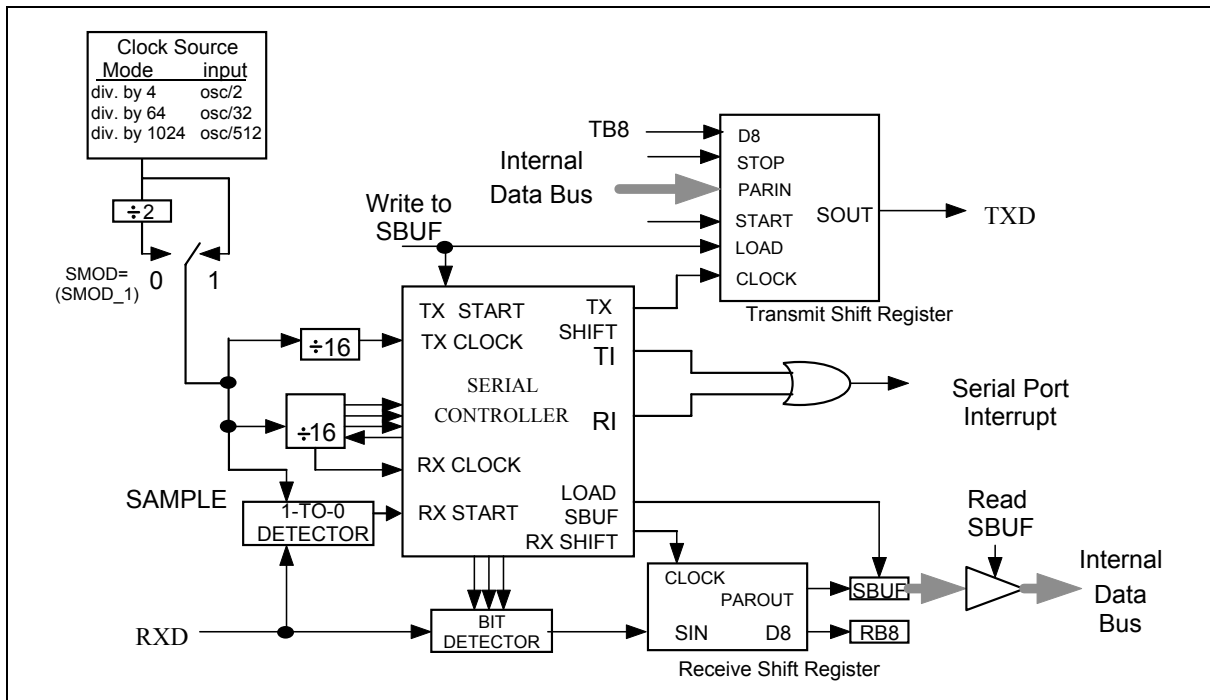 Clock Source
Mode input
div. by 4 osc/2
div. by 64 osc/32
div. by 1024 osc/512
÷2
SMOD=
(SMOD_1)
0
1
TB8
Internal
Data Bus
D8
STOP
PARIN
START
LOAD
CLOCK
SOUT
TXD
Transmit Shift Register
Write to
SBUF
÷16
÷16
TX START
TX CLOCK
SERIAL
CONTROLLER
RX CLOCK
RX START
TX
SHIFT
TI
RI
LOAD
SBUF
RX SHIFT
Serial Port
Interrupt
SAMPLE
1-TO-0
DETECTOR
RXD
BIT
DETECTOR
CLOCK
PAROUT
SIN
D8
Receive Shift Register
SBUF
RB8
Read
SBUF
Internal
Data
Bus